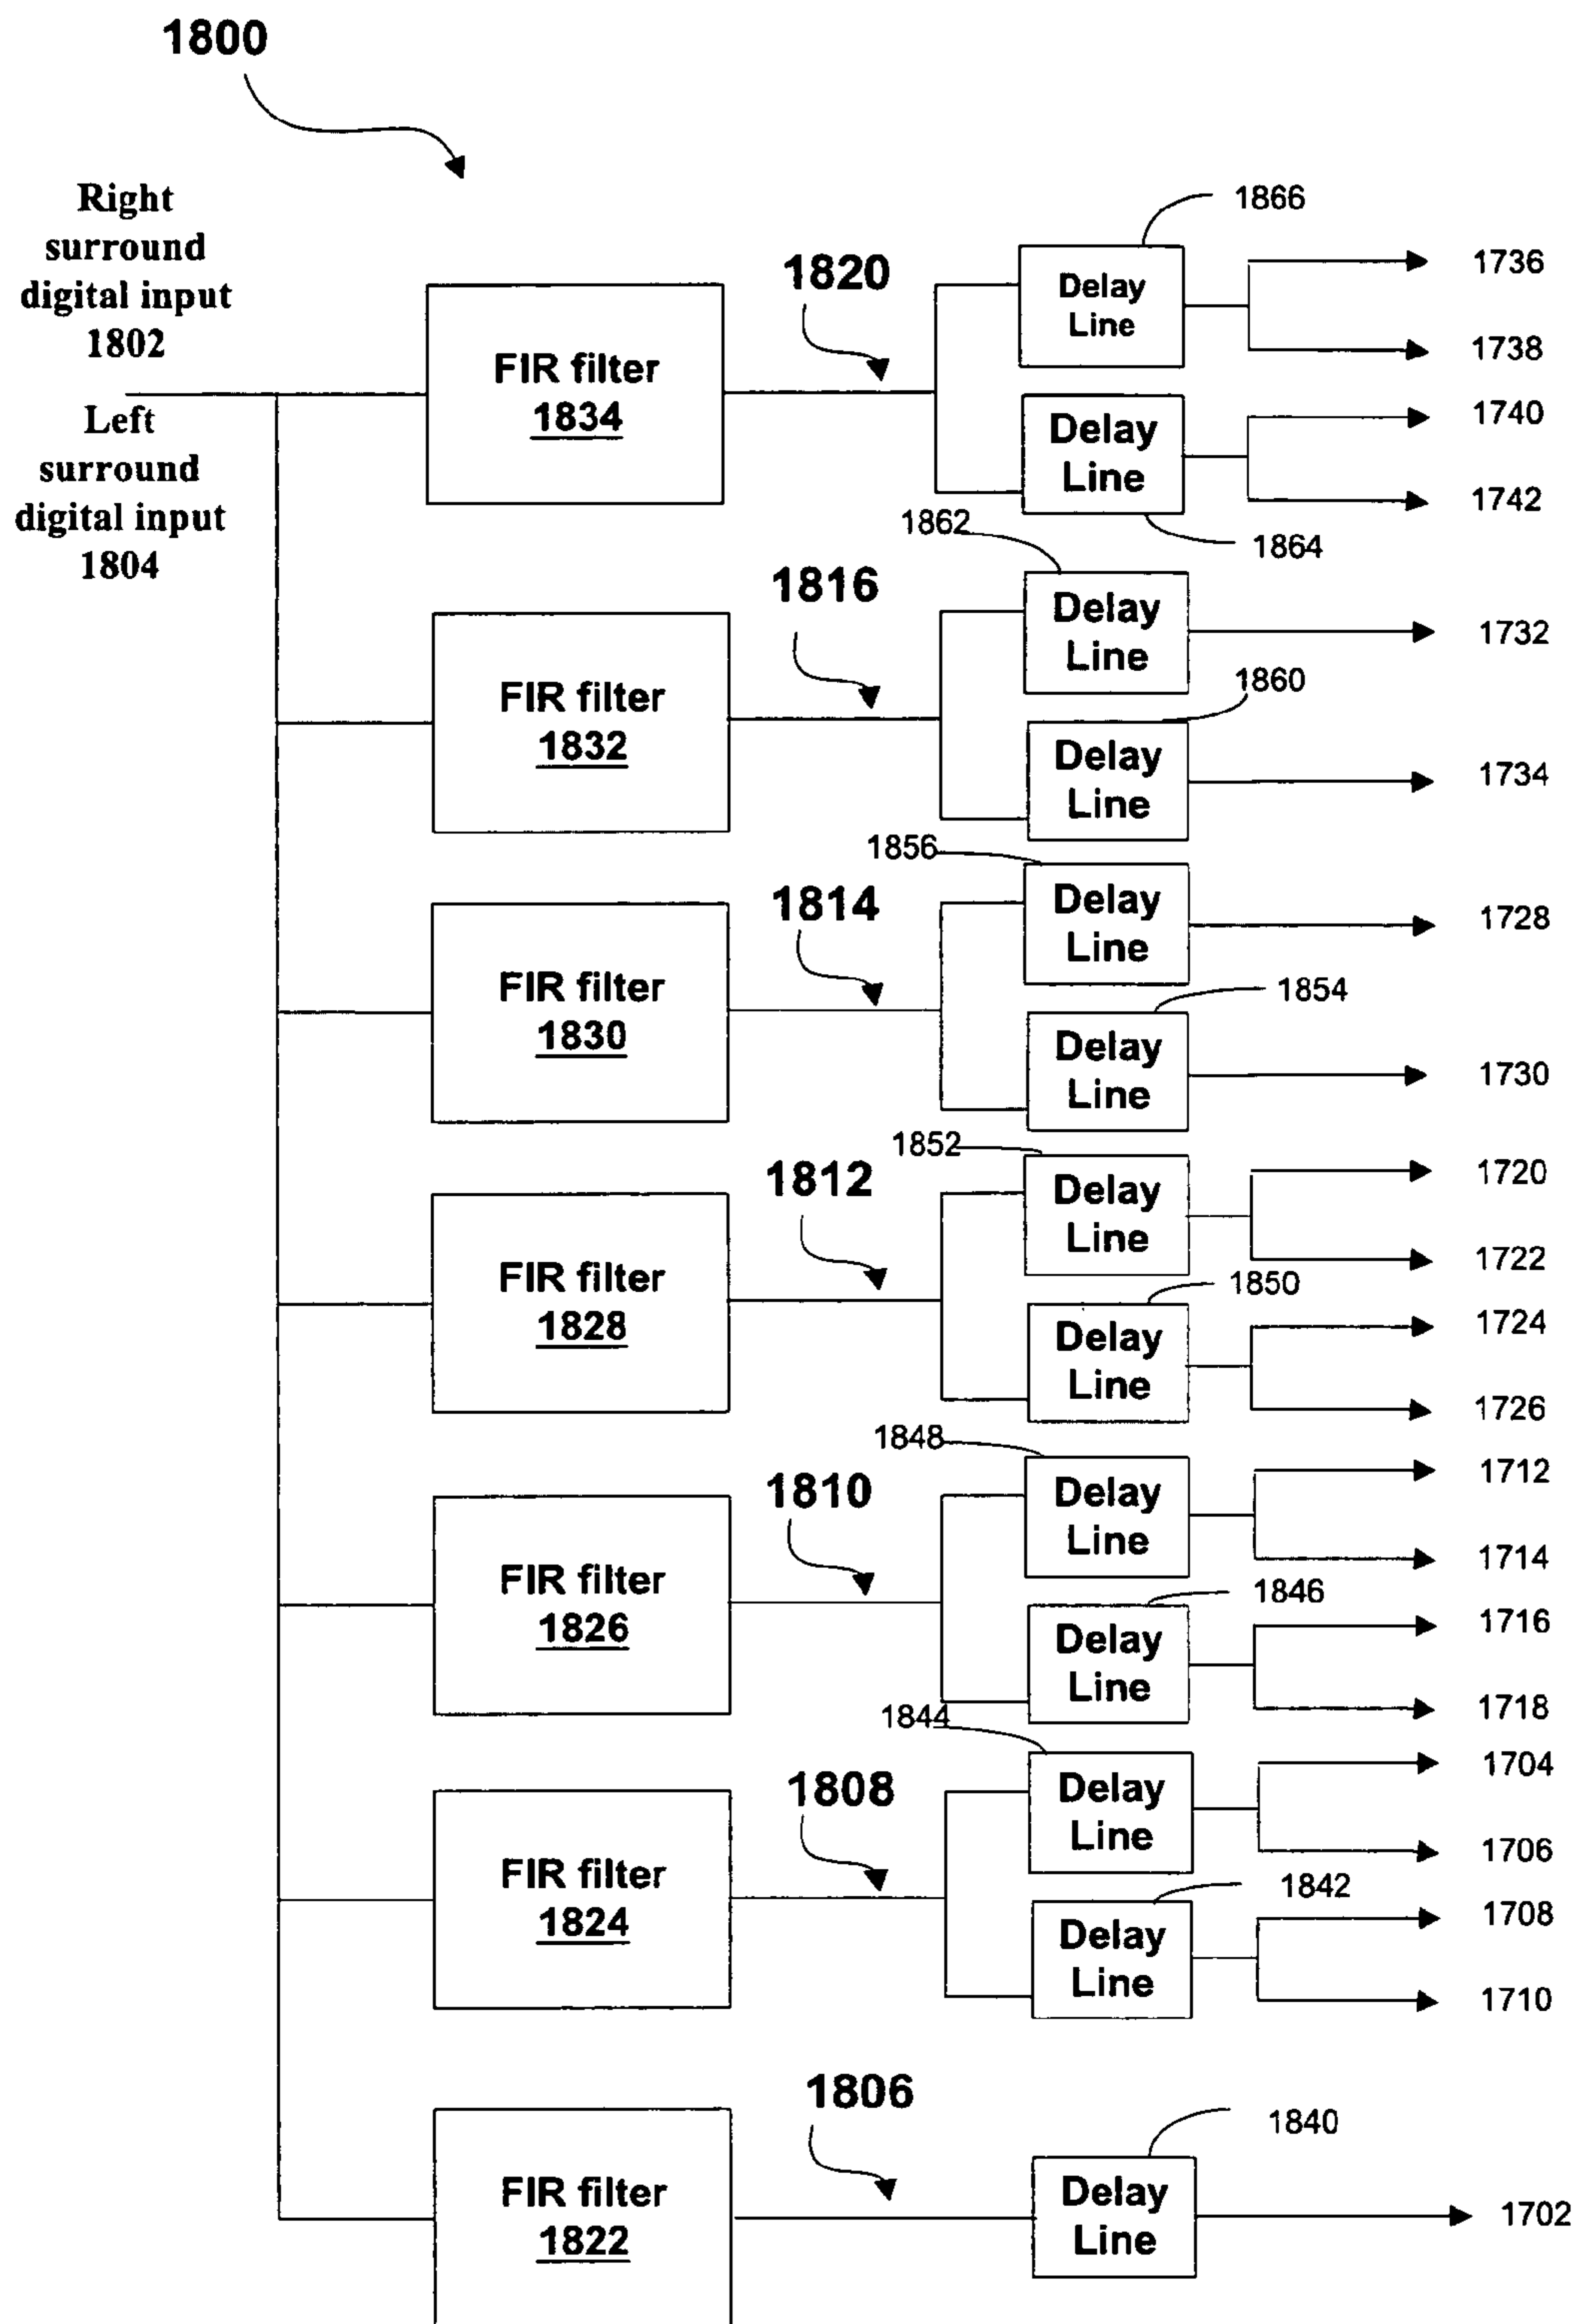 1800
Right
surround
digital input
1802
Left
surround
digital input
1804
FIR filter
1834
1820
1866
Delay
Line
1736
1738
Delay
Line
1864
1740
1742
FIR filter
1832
1816
1862
Delay
Line
1732
1860
Delay
Line
1734
FIR filter
1830
1814
1856
Delay
Line
1728
1854
Delay
Line
1730
FIR filter
1828
1812
1852
Delay
Line
1720
1722
1850
Delay
Line
1724
1726
FIR filter
1826
1810
1848
Delay
Line
1712
1714
1846
Delay
Line
1716
1718
FIR filter
1824
1808
1844
Delay
Line
1704
1706
1842
Delay
Line
1708
1710
FIR filter
1822
1806
1840
Delay
Line
1702